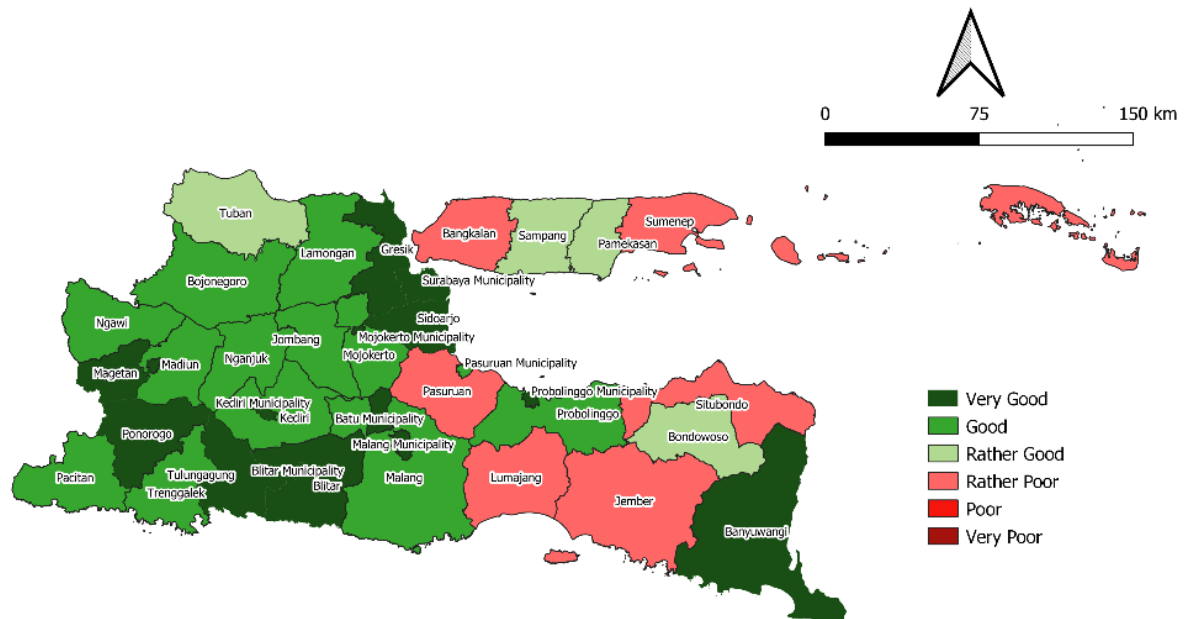 0 75 150 km
Tuban
Bangkalan
Sampang
Pamekasan
Sumenep
Lamongan
Gresik
Bojonegoro
Surabaya Municipality
Ngawi
Sidoarjo
Jombang
Mojokerto Municipality
Magetan
Madiun
Nganjuk
Mojokerto
Pasuruan Municipality
Pasuruan
Probolinggo Municipality
Kediri Municipality
Kediri
Batu Municipality
Probolinggo
Situbondo
Bondowoso
Ponorogo
Malang Municipality
Pacitan
Tulungagung
Trenggalek
Blitar Municipality
Blitar
Malang
Lumajang
Jember
Banyuwangi
Very Good
Good
Rather Good
Rather Poor
Poor
Very Poor